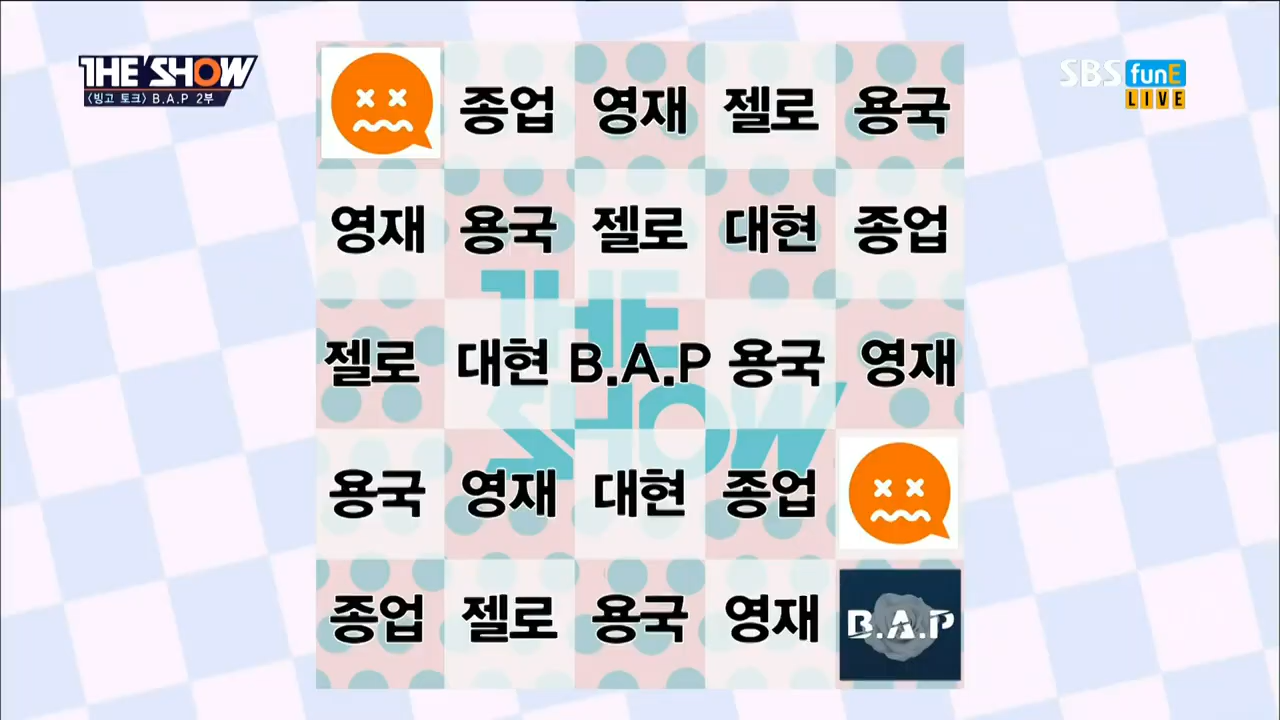 THE SHOW
〈빙고 토크〉 B.A.P 2부
SBS funE
LIVE
종업 영재 젤로 용국
영재 용국 젤로 대현 종업
젤로 대현 B.A.P 용국 영재
용국 영재 대현 종업
종업 젤로 용국 영재 B.A.P
THE
SHOW